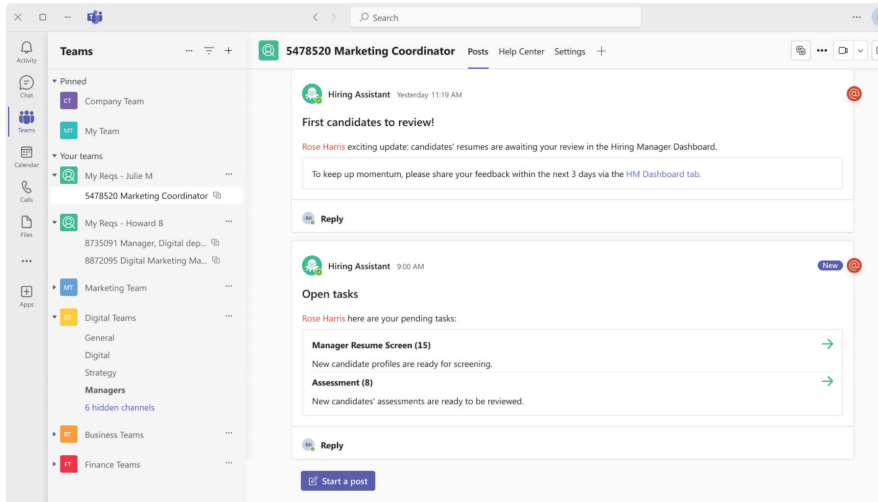 Search
Activity
Chat
Teams
Calendar
Calls
Files
Apps
Teams
Pinned
CT Company Team
MT My Team
Your teams
My Reqs - Julie M
5478520 Marketing Coordinator
My Reqs - Howard B
8735091 Manager, Digital dep...
8872095 Digital Marketing Ma...
MT Marketing Team
DT Digital Teams
General
Digital
Strategy
Managers
6 hidden channels
BT Business Teams
FT Finance Teams
5478520 Marketing Coordinator Posts Help Center Settings
Hiring Assistant Yesterday 11:19 AM
First candidates to review!
Rose Harris exciting update: candidates' resumes are awaiting your review in the Hiring Manager Dashboard.
To keep up momentum, please share your feedback within the next 3 days via the HM Dashboard tab.
RH Reply
Hiring Assistant 9:00 AM New
Open tasks
Rose Harris here are your pending tasks:
Manager Resume Screen (15)
New candidate profiles are ready for screening.
Assessment (8)
New candidates' assessments are ready to be reviewed.
RH Reply
Start a post